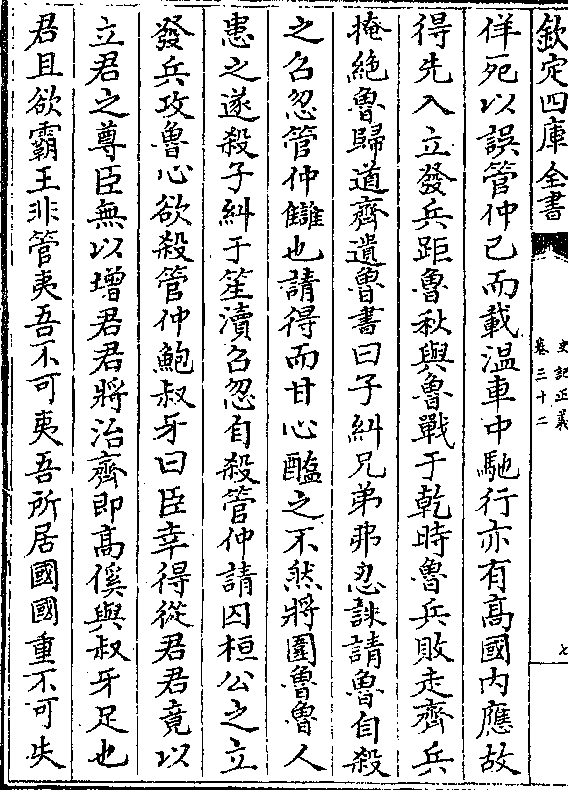 欽定四庫全書
史記正義
卷三十二
七
佯死以誤管仲已而載温車中馳行亦有髙國内應故
得先入立發兵距魯秋與魯戰于乾時魯兵敗走齊兵
掩絶魯歸道齊遺魯書曰子糾兄弟弗忍誅請魯自殺
之召忽管仲讎也請得而甘心醢之不然將圍魯魯人
患之遂殺子糾于笙瀆召忽自殺管仲請囚桓公之立
發兵攻魯心欲殺管仲鮑叔牙曰臣幸得從君君竟以
立君之尊臣無以增君君將治齊即髙傒與叔牙足也
君且欲霸王非管夷吾不可夷吾所居國國重不可失